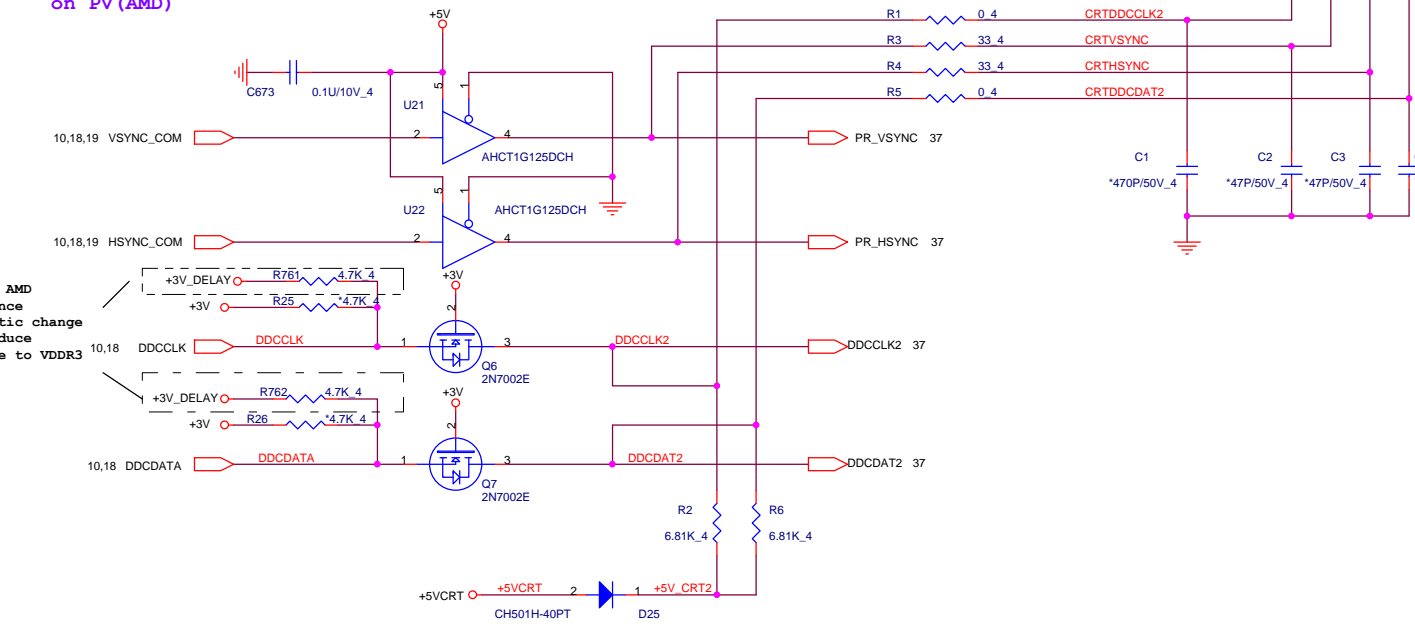 on PV(AMD)
+5V
R1 0_4 CRTDDCCLK2
R3 33_4 CRTVSYNC
R4 33_4 CRTHSYNC
R5 0_4 CRTDDCDAT2
C673 0.1U/10V_4
5 1
U21
10,18,19 VSYNC_COM 2 4 PR_VSYNC 37
AHCT1G125DCH
C1 C2 C3
*470P/50V_4 *47P/50V_4 *47P/50V_4
5 1
U22 AHCT1G125DCH
10,18,19 HSYNC_COM 2 4 PR_HSYNC 37
+3V_DELAY R761 4.7K_4 +3V
AMD
+3V R25 *4.7K_4 2
tic change
duce
e to VDDR3
10,18 DDCCLK DDCCLK 1 3 DDCCLK2 DDCCLK2 37
Q6
2N7002E
+3V_DELAY R762 4.7K_4 +3V
+3V R26 *4.7K_4 2
10,18 DDCDATA DDCDATA 1 3 DDCDAT2 DDCDAT2 37
Q7
2N7002E
R2 R6
6.81K_4 6.81K_4
+5VCRT +5VCRT 2 1 +5V_CRT2
CH501H-40PT D25